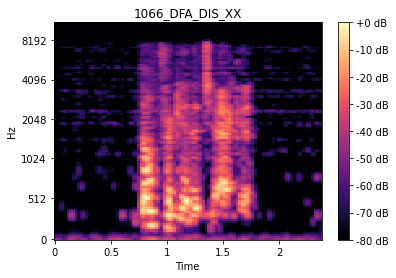 1066_DFA_DIS_XX
8192
4096
2048
1024
512
0
Hz
0
0.5
1
1.5
2
Time
+0 dB
-10 dB
-20 dB
-30 dB
-40 dB
-50 dB
-60 dB
-70 dB
-80 dB